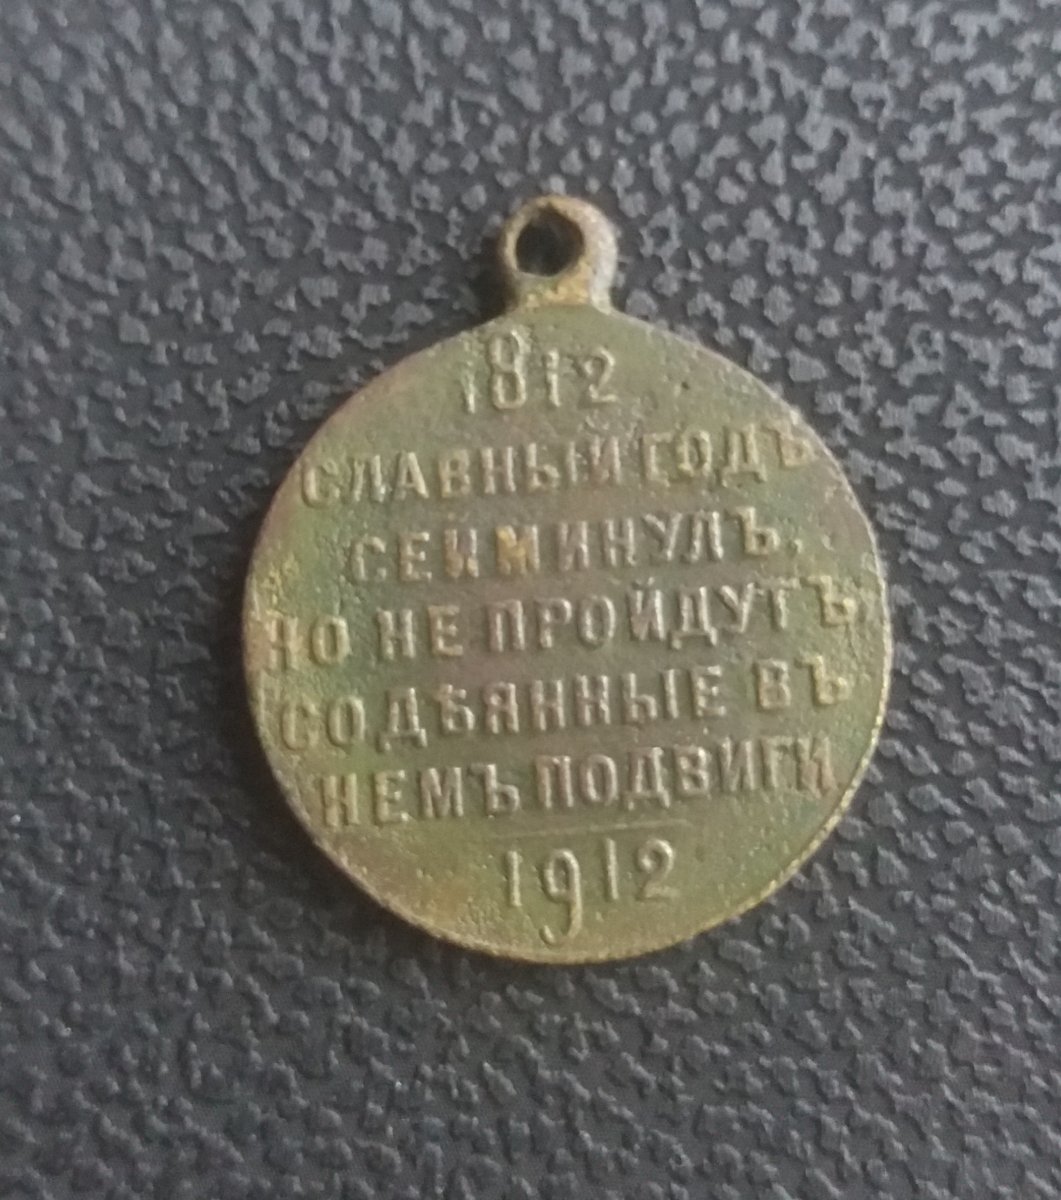 1812
СЛАВНЫЙ ГОДЪ
СЕЙ МИНУЛЪ,
НО НЕ ПРОЙДУТЪ
СОДѢЯННЫЕ ВЪ
НЕМЪ ПОДВИГИ
1912